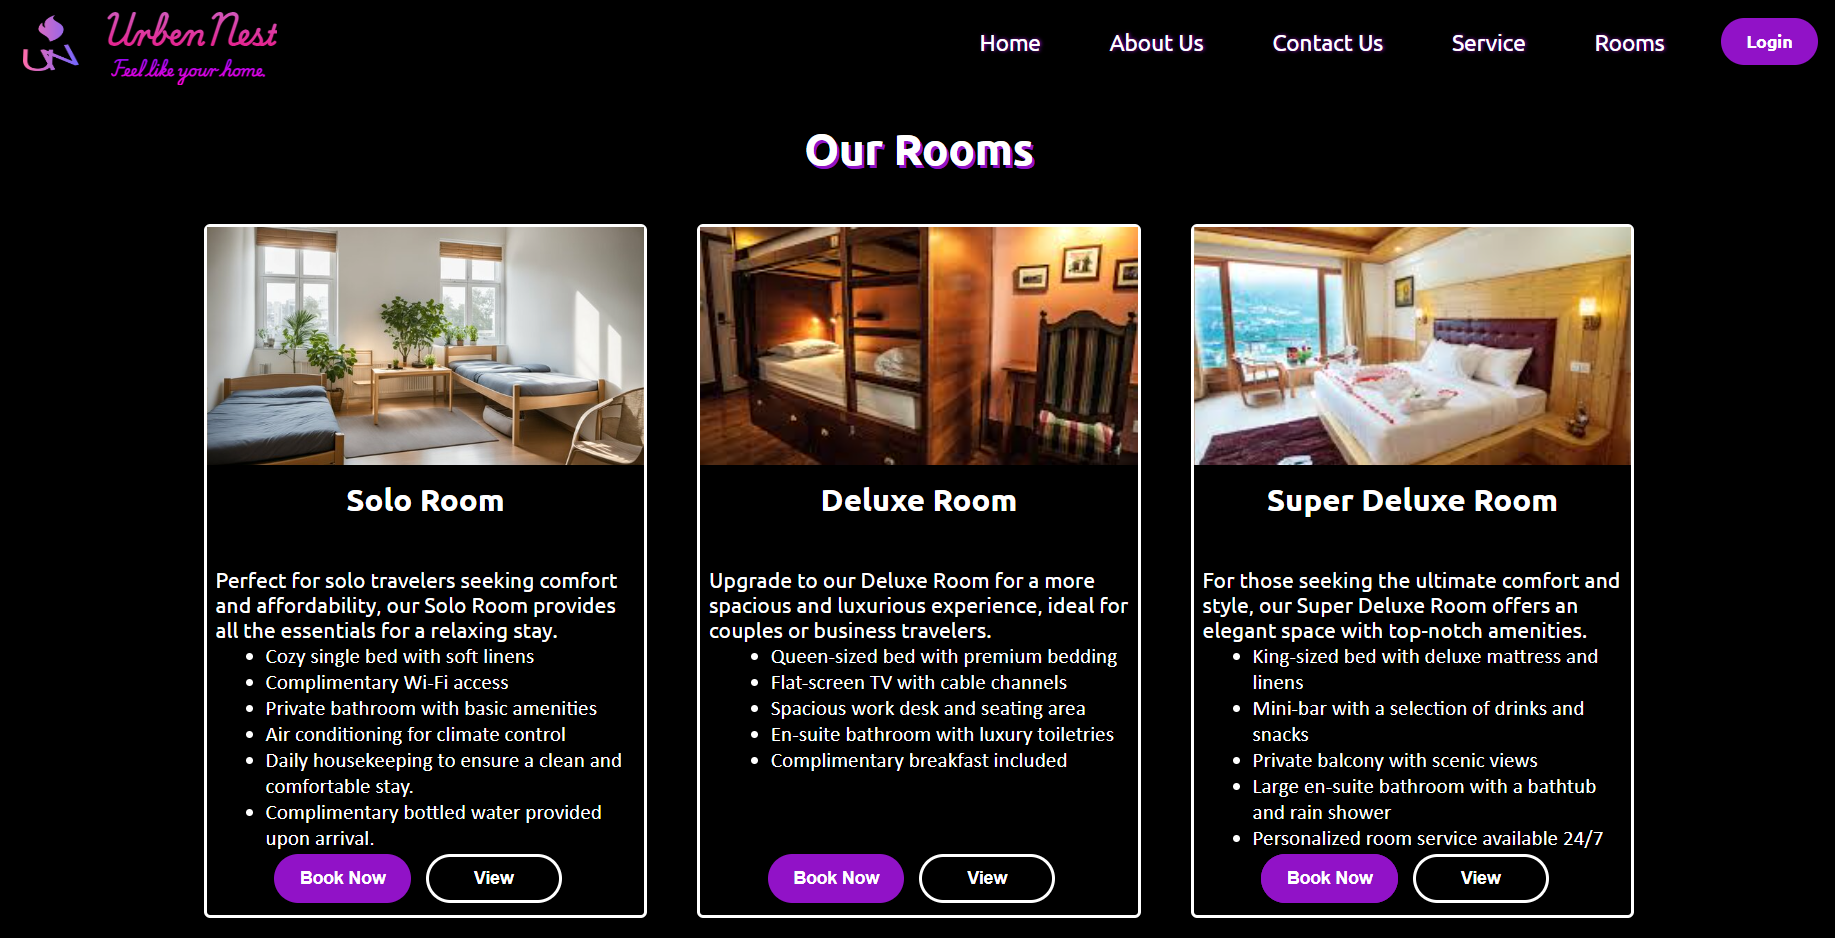 UN
Urben Nest
Feel like your home.
Home
About Us
Contact Us
Service
Rooms
Login
Our Rooms
Solo Room
Perfect for solo travelers seeking comfort
and affordability, our Solo Room provides
all the essentials for a relaxing stay.
• Cozy single bed with soft linens
• Complimentary Wi-Fi access
• Private bathroom with basic amenities
• Air conditioning for climate control
• Daily housekeeping to ensure a clean and
comfortable stay.
• Complimentary bottled water provided
upon arrival.
Book Now
View
Deluxe Room
Upgrade to our Deluxe Room for a more
spacious and luxurious experience, ideal for
couples or business travelers.
• Queen-sized bed with premium bedding
• Flat-screen TV with cable channels
• Spacious work desk and seating area
• En-suite bathroom with luxury toiletries
• Complimentary breakfast included
Book Now
View
Super Deluxe Room
For those seeking the ultimate comfort and
style, our Super Deluxe Room offers an
elegant space with top-notch amenities.
• King-sized bed with deluxe mattress and
linens
• Mini-bar with a selection of drinks and
snacks
• Private balcony with scenic views
• Large en-suite bathroom with a bathtub
and rain shower
• Personalized room service available 24/7
Book Now
View